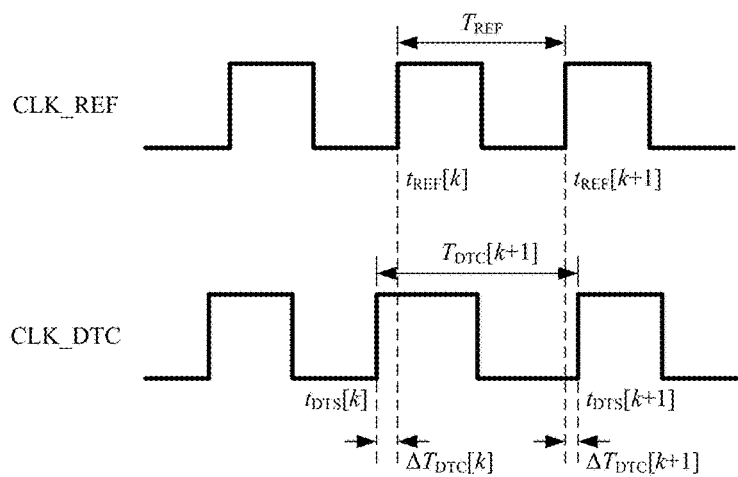 T_REF
CLK_REF
t_REF[k]
t_REF[k+1]
T_DTC[k+1]
CLK_DTC
t_DTS[k]
t_DTS[k+1]
ΔT_DTC[k]
ΔT_DTC[k+1]